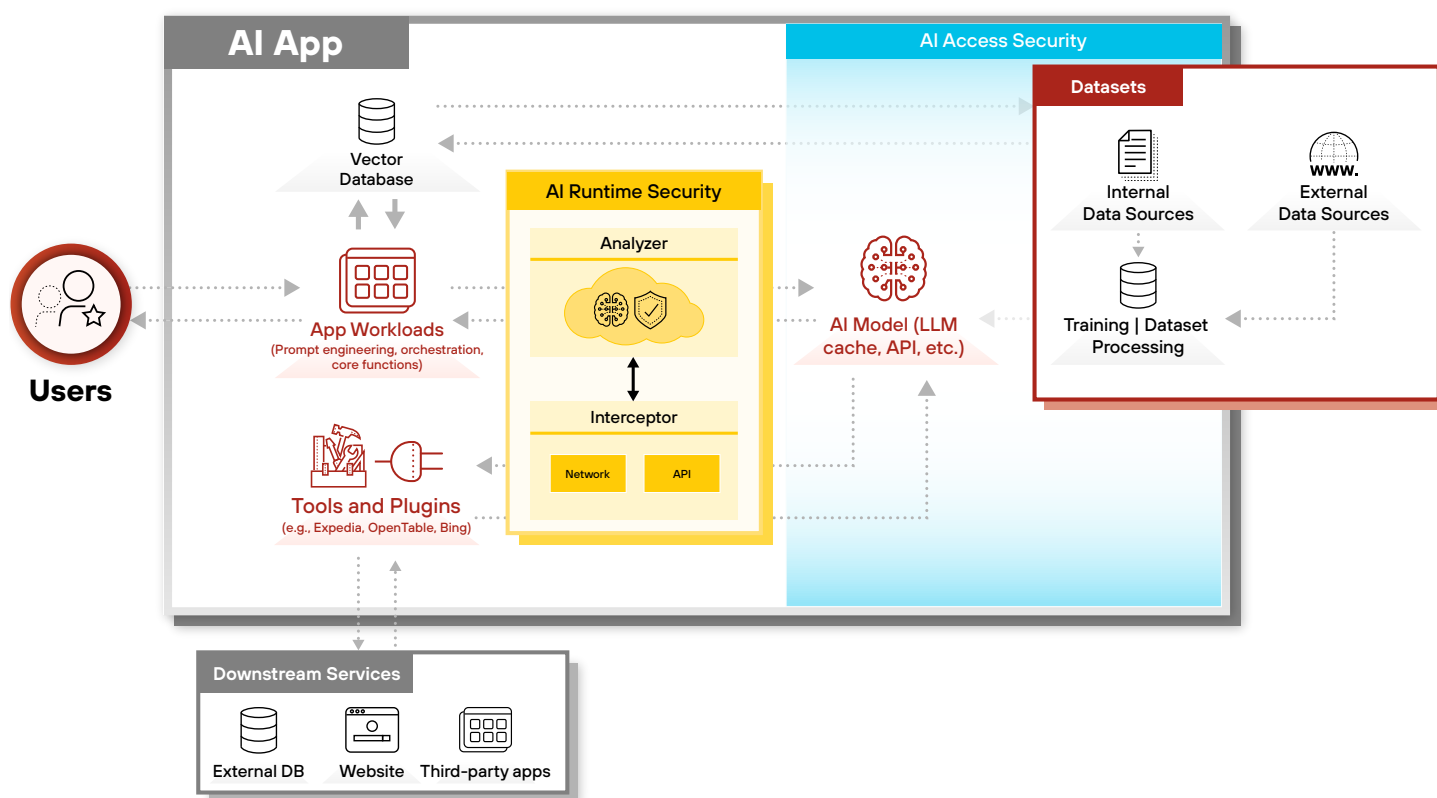 AI App
AI Access Security
Datasets
Vector
Database
AI Runtime Security
Analyzer
WWW.
Internal
Data Sources
External
Data Sources
App Workloads
(Prompt engineering, orchestration,
core functions)
AI Model (LLM
cache, API, etc.)
Training | Dataset
Processing
Users
Interceptor
Network
API
Tools and Plugins
(e.g., Expedia, OpenTable, Bing)
Downstream Services
External DB
Website
Third-party apps